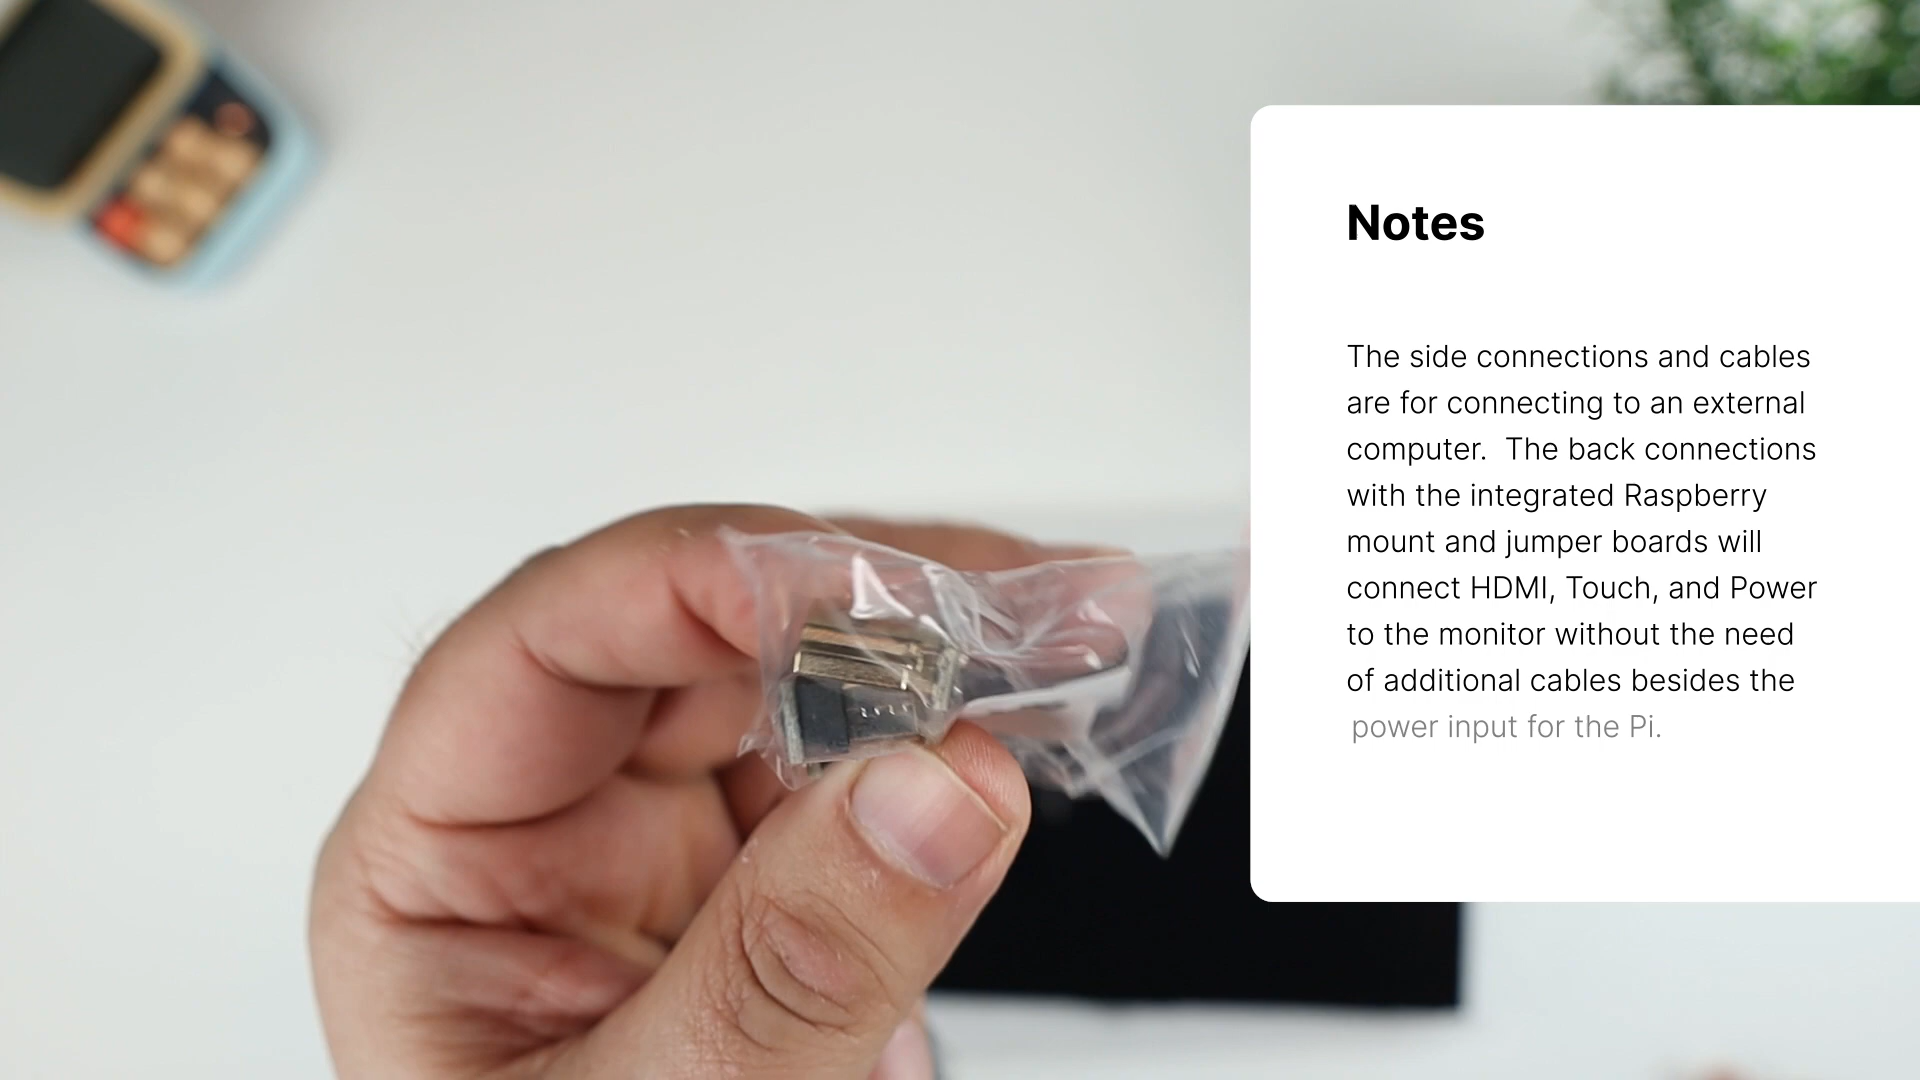 Notes
The side connections and cables
are for connecting to an external
computer.  The back connections
with the integrated Raspberry
mount and jumper boards will
connect HDMI, Touch, and Power
to the monitor without the need
of additional cables besides the
power input for the Pi.